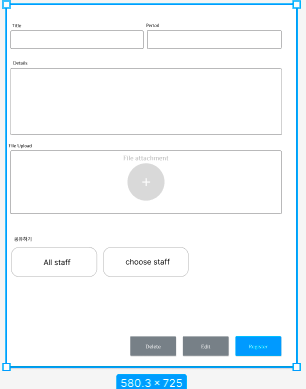 Title Period
Details
File Upload
File attachment
+
공유하기
All staff choose staff
Delete Edit Register
580.3 × 725